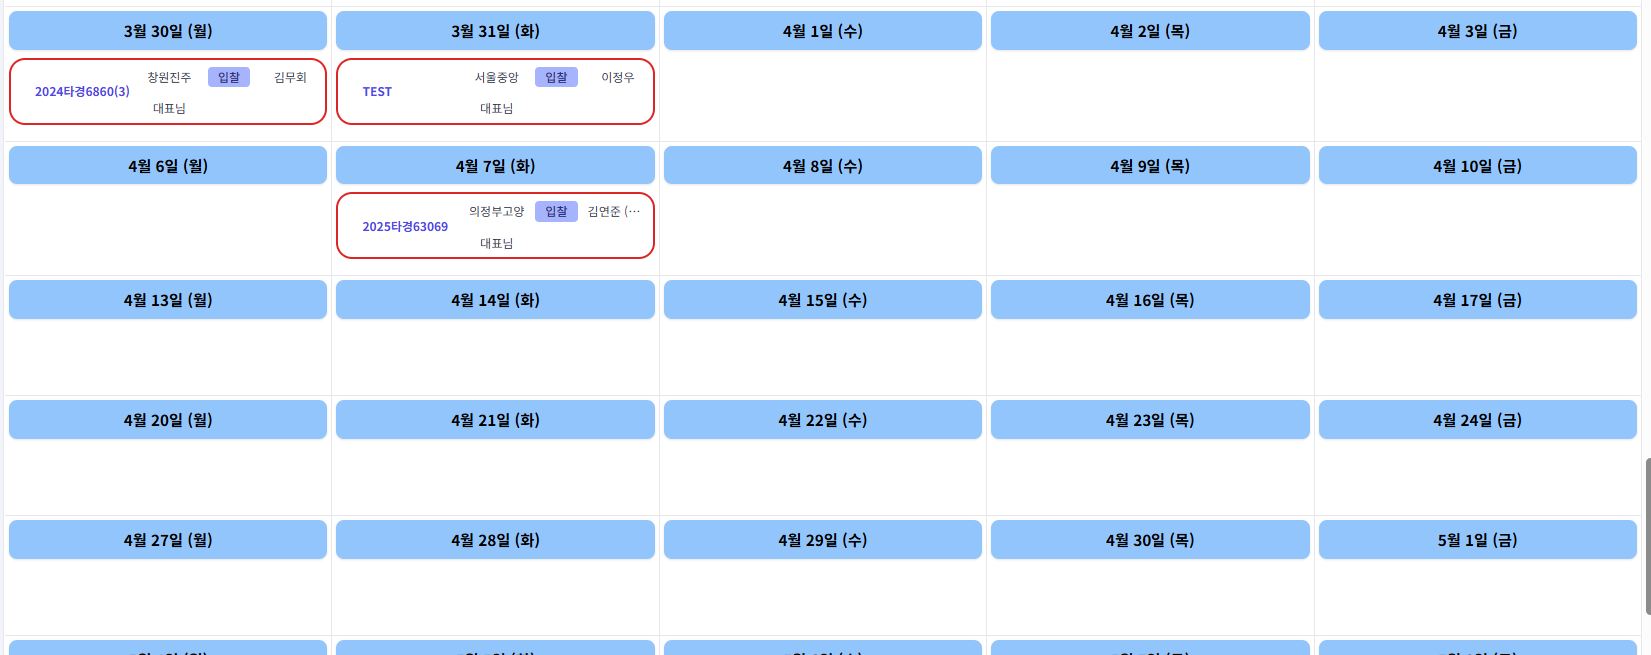 3월 30일 (월)
3월 31일 (화)
4월 1일 (수)
4월 2일 (목)
4월 3일 (금)
2024타경6860(3) 창원진주 입찰 김무회
대표님
TEST 서울중앙 입찰 이정우
대표님
4월 6일 (월)
4월 7일 (화)
4월 8일 (수)
4월 9일 (목)
4월 10일 (금)
2025타경63069 의정부고양 입찰 김연준 (…
대표님
4월 13일 (월)
4월 14일 (화)
4월 15일 (수)
4월 16일 (목)
4월 17일 (금)
4월 20일 (월)
4월 21일 (화)
4월 22일 (수)
4월 23일 (목)
4월 24일 (금)
4월 27일 (월)
4월 28일 (화)
4월 29일 (수)
4월 30일 (목)
5월 1일 (금)